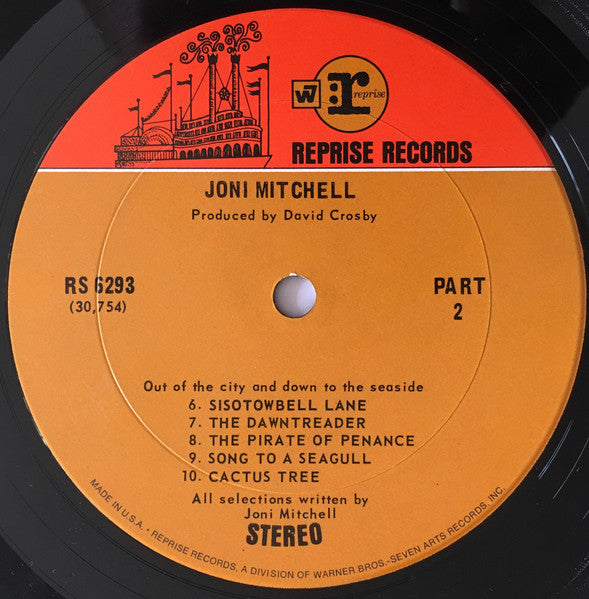 W
r
reprise
REPRISE RECORDS
JONI MITCHELL
Produced by David Crosby
RS 6293
(30,754)
PART
2
Out of the city and down to the seaside
6. SISOTOWBELL LANE
7. THE DAWNTREADER
8. THE PIRATE OF PENANCE
9. SONG TO A SEAGULL
10. CACTUS TREE
All selections written by
Joni Mitchell
STEREO
MADE IN U.S.A. • REPRISE RECORDS, A DIVISION OF WARNER BROS.-SEVEN ARTS RECORDS, INC.